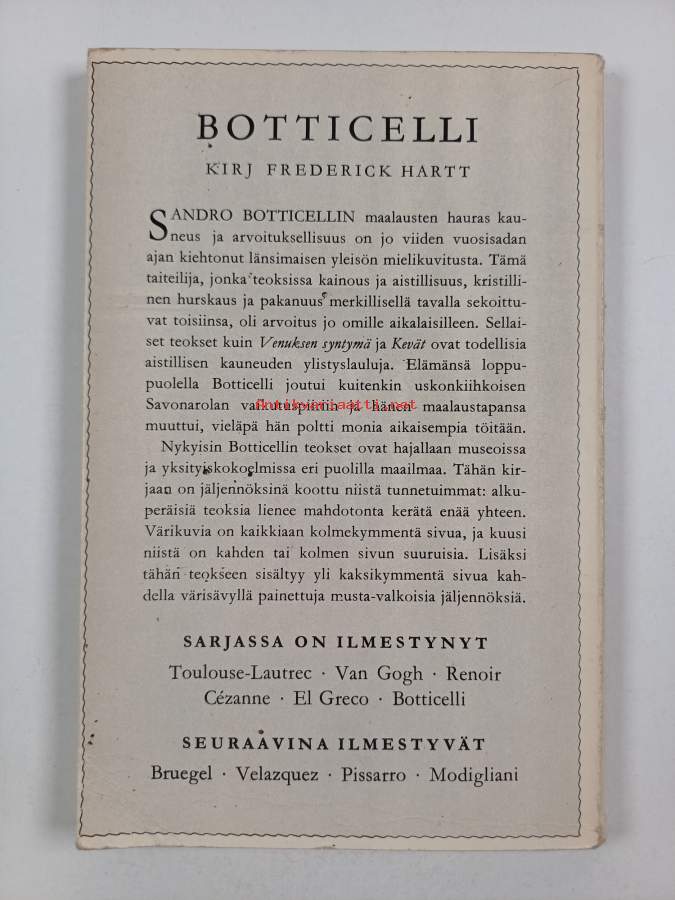 BOTTICELLI
KIRJ FREDERICK HARTT
SANDRO BOTTICELLIN maalausten hauras kau-
neus ja arvoituksellisuus on jo viiden vuosisadan
ajan kiehtonut länsimaisen yleisön mielikuvitusta. Tämä
taiteilija, jonka teoksissa kainous ja aistillisuus, kristilli-
nen hurskaus ja pakanuus merkillisellä tavalla sekoittu-
vat toisiinsa, oli arvoitus jo omille aikalaisilleen. Sellai-
set teokset kuin Venuksen syntymä ja Kevät ovat todellisia
aistillisen kauneuden ylistyslauluja. Elämänsä loppu-
puolella Botticelli joutui kuitenkin uskonkiihkoisen
Savonarolan vaikutuspiiriin ja hänen maalaustapansa
antikvariaatti.net
muuttui, vieläpä hän poltti monia aikaisempia töitään.
Nykyisin Botticellin teokset ovat hajallaan museoissa
ja yksityiskokoelmissa eri puolilla maailmaa. Tähän kir-
jaan on jäljennöksinä koottu niistä tunnetuimmat: alku-
peräisiä teoksia lienee mahdotonta kerätä enää yhteen.
Värikuvia on kaikkiaan kolmekymmentä sivua, ja kuusi
niistä on kahden tai kolmen sivun suuruisia. Lisäksi
tähän teokseen sisältyy yli kaksikymmentä sivua kah-
della värisävyllä painettuja musta-valkoisia jäljennöksiä.
SARJASSA ON ILMESTYNYT
Toulouse-Lautrec · Van Gogh · Renoir
Cézanne · El Greco · Botticelli
SEURAAVINA ILMESTYVÄT
Bruegel · Velazquez · Pissarro · Modigliani